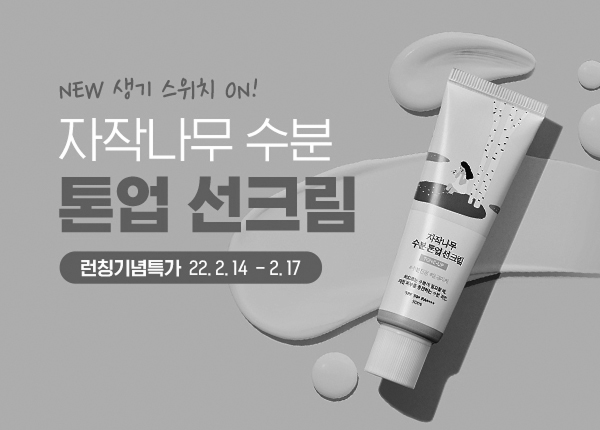 NEW 생기 스위치 ON!
자작나무 수분
톤업 선크림
런칭기념특가 22. 2. 14 - 2. 17
자작나무
수분 톤업 선크림